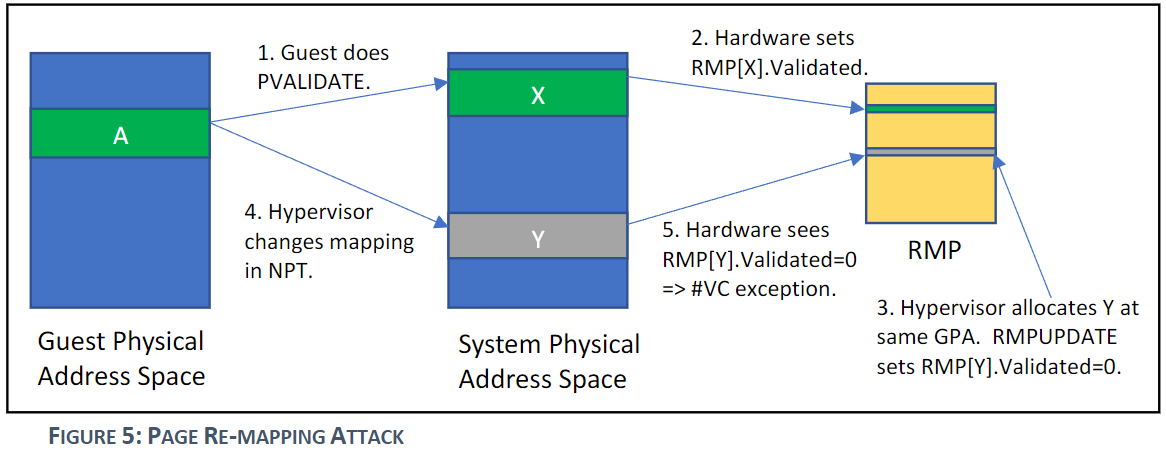 1. Guest does
PVALIDATE.
2. Hardware sets
RMP[X].Validated.
X
A
4. Hypervisor
changes mapping
in NPT.
Y
5. Hardware sees
RMP[Y].Validated=0
=> #VC exception.
RMP
3. Hypervisor allocates Y at
same GPA.  RMPUPDATE
sets RMP[Y].Validated=0.
Guest Physical
Address Space
System Physical
Address Space
FIGURE 5: PAGE RE-MAPPING ATTACK